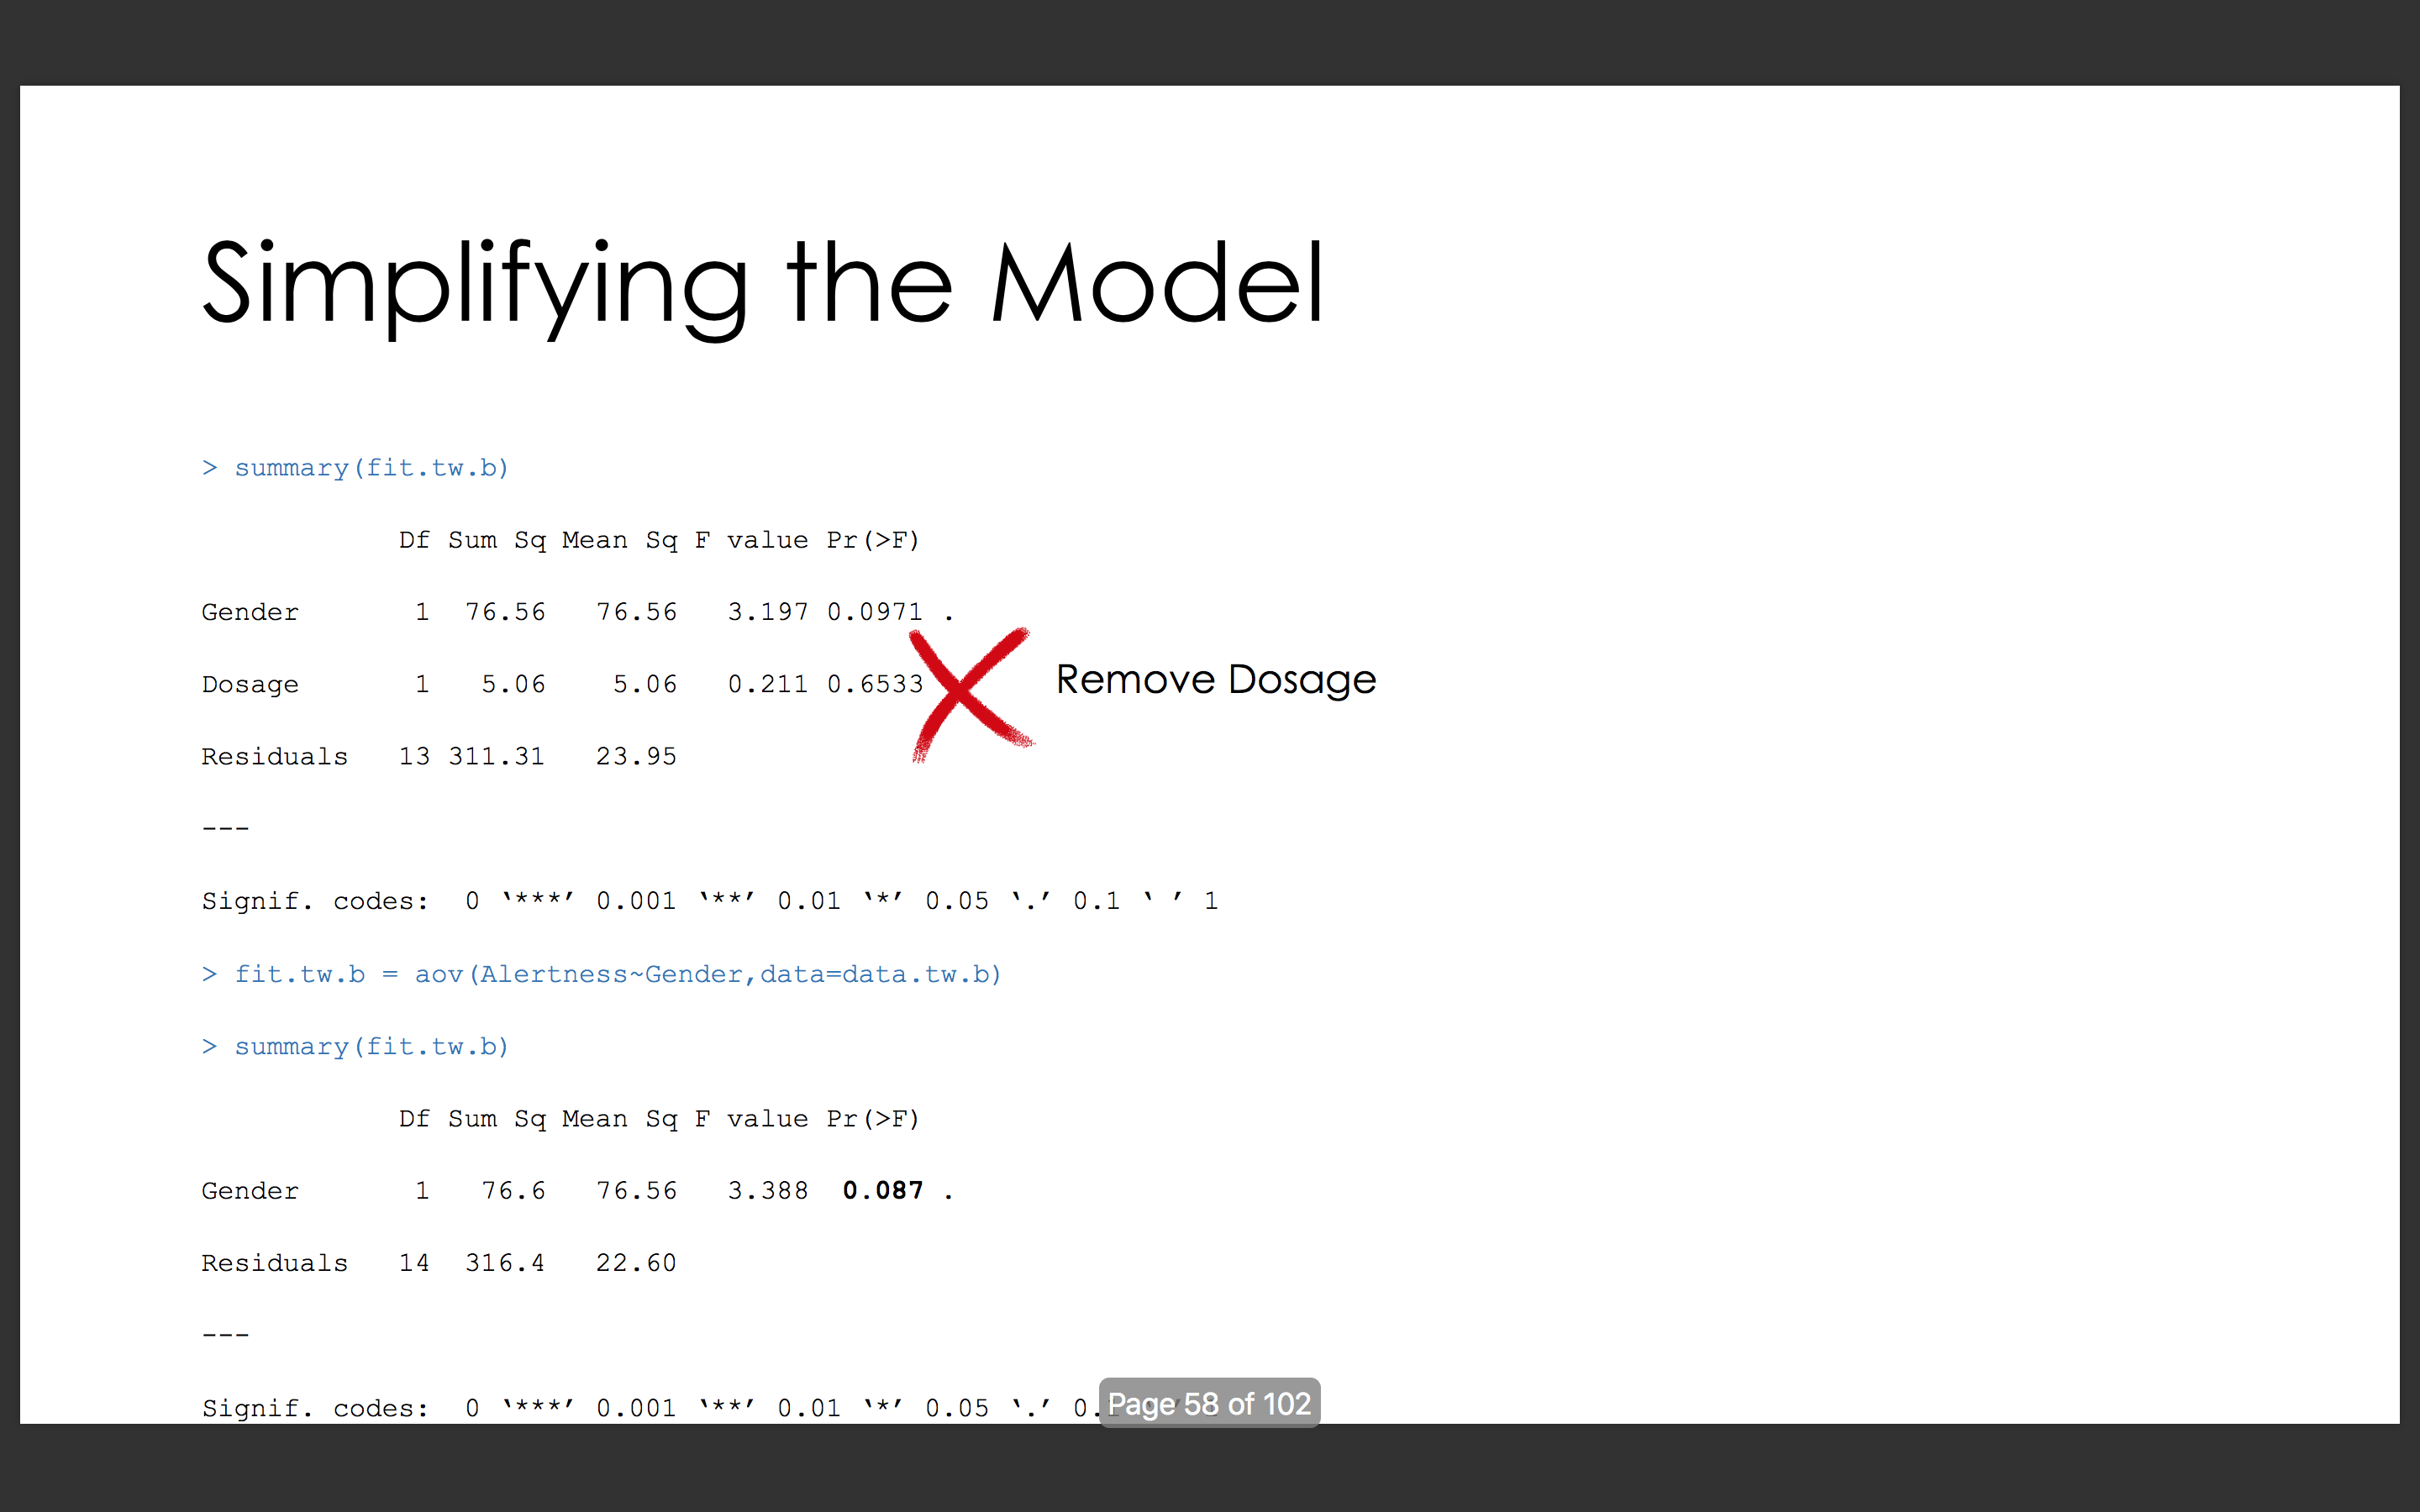 Simplifying the Model
> summary(fit.tw.b)
Df Sum Sq Mean Sq F value Pr(>F)
Gender 1 76.56 76.56 3.197 0.0971 .
Dosage 1 5.06 5.06 0.211 0.6533
Remove Dosage
Residuals 13 311.31 23.95
---
Signif. codes: 0 ‘***’ 0.001 ‘**’ 0.01 ‘*’ 0.05 ‘.’ 0.1 ‘ ’ 1
> fit.tw.b = aov(Alertness~Gender,data=data.tw.b)
> summary(fit.tw.b)
Df Sum Sq Mean Sq F value Pr(>F)
Gender 1 76.6 76.56 3.388 0.087 .
Residuals 14 316.4 22.60
---
Signif. codes: 0 ‘***’ 0.001 ‘**’ 0.01 ‘*’ 0.05 ‘.’
Page 58 of 102